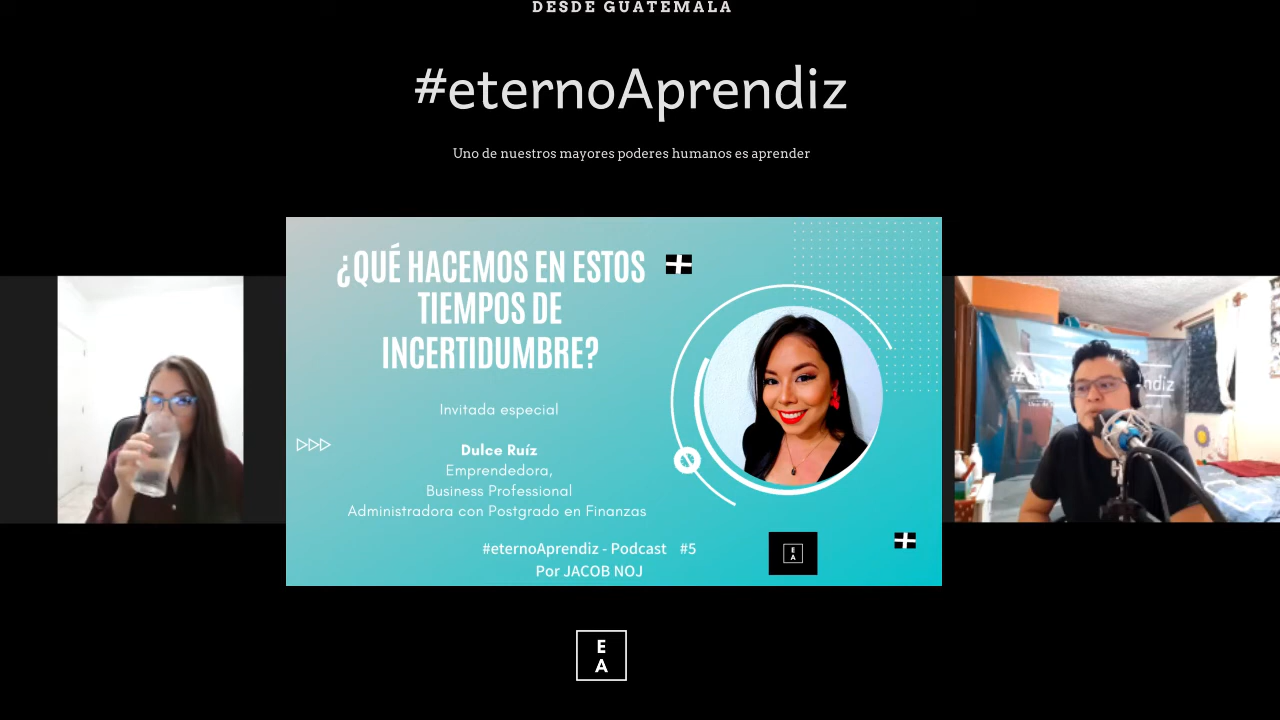 DESDE GUATEMALA
#eternoAprendiz
Uno de nuestros mayores poderes humanos es aprender
¿QUÉ HACEMOS EN ESTOS
TIEMPOS DE
INCERTIDUMBRE?
Invitada especial
Dulce Ruíz
Emprendedora,
Business Professional
Administradora con Postgrado en Finanzas
#eternoAprendiz - Podcast #5
Por JACOB NOJ
E
A
ndiz
E
A